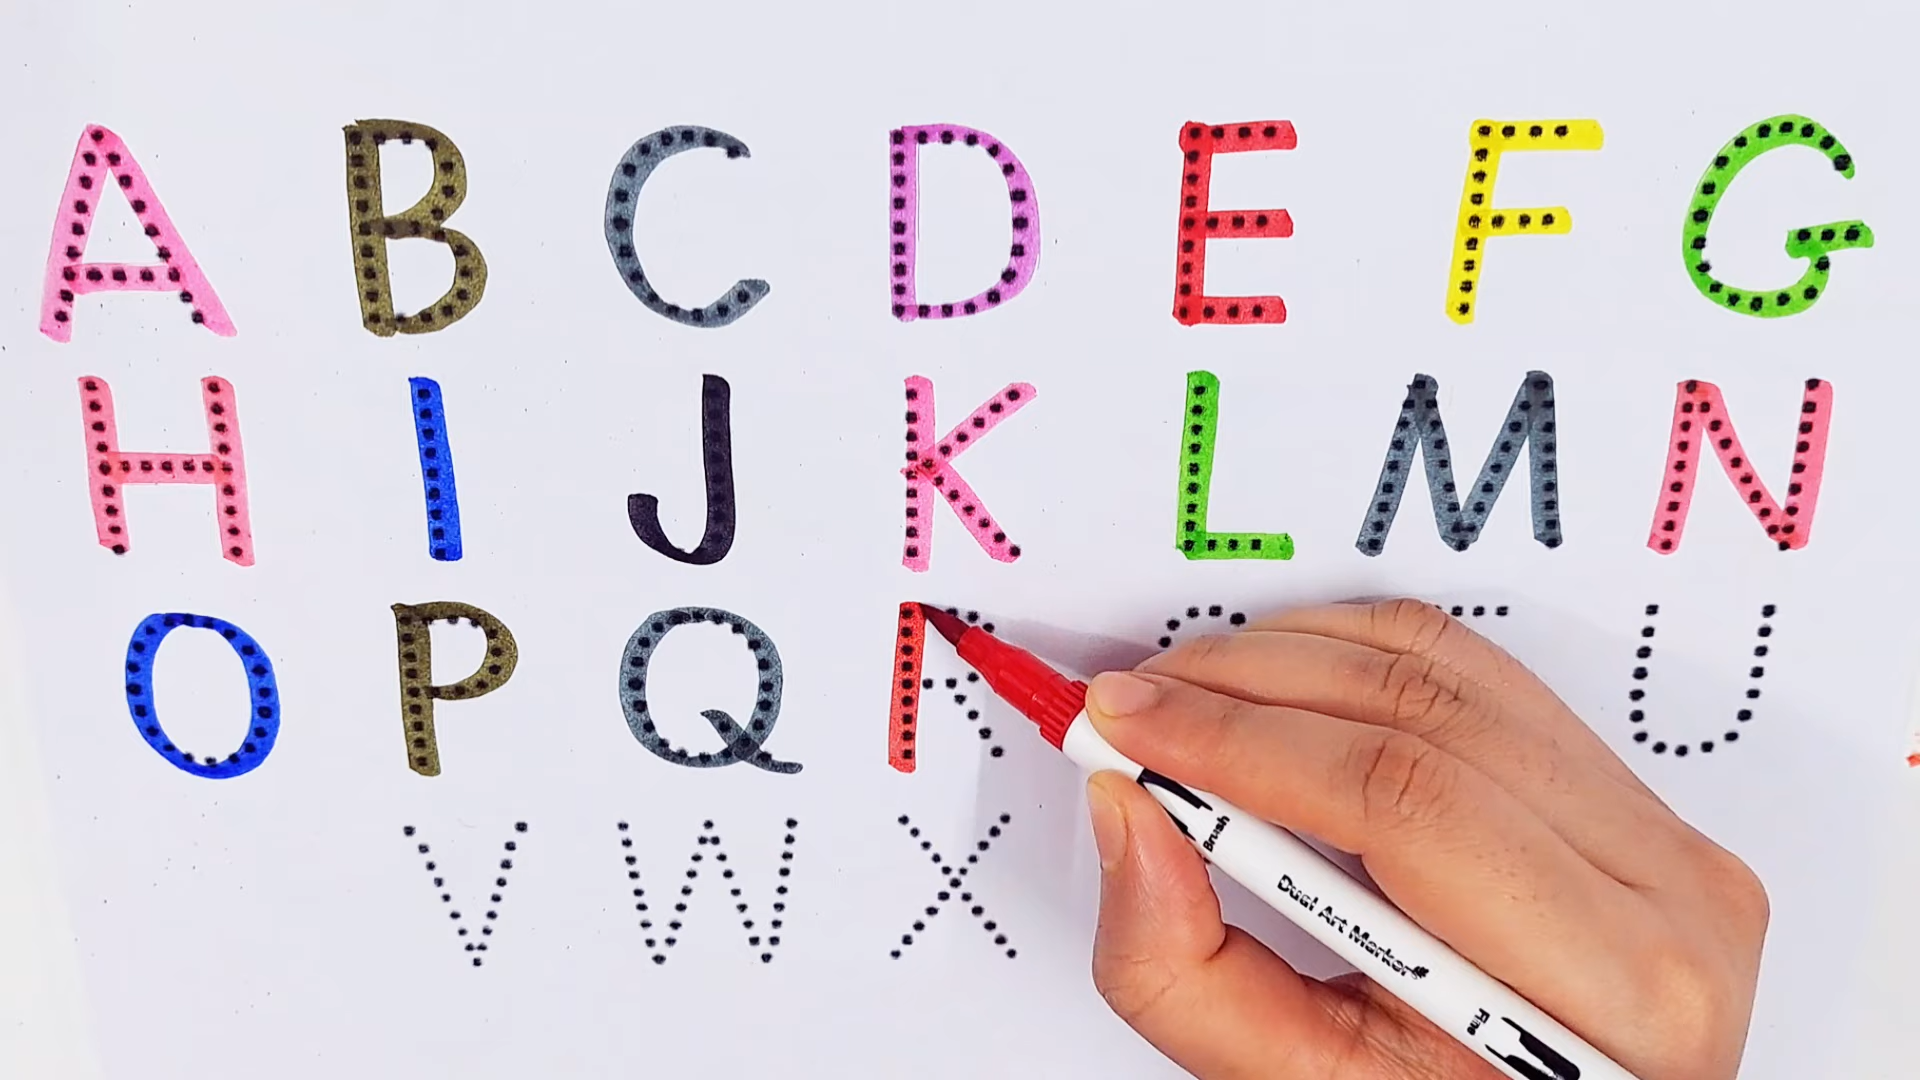 A B C D E F G
H I J K L M N
O P Q R S T U
V W X
Brush
Dual Art Marker
Fine